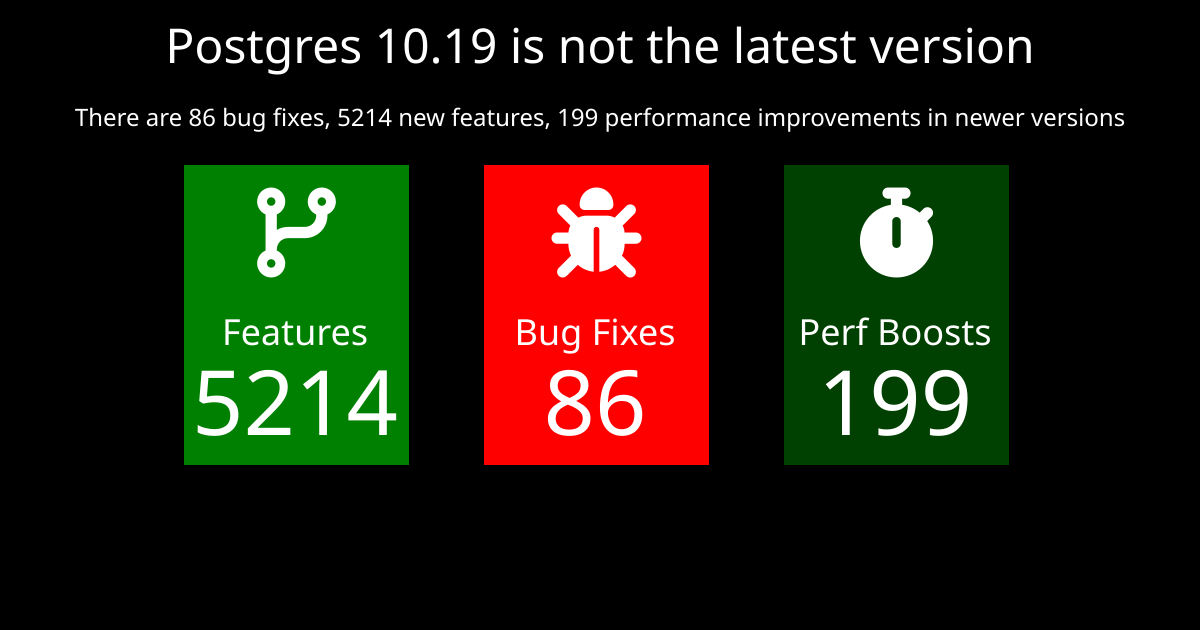 Postgres 10.19 is not the latest version
There are 86 bug fixes, 5214 new features, 199 performance improvements in newer versions
Features
5214
Bug Fixes
86
Perf Boosts
199